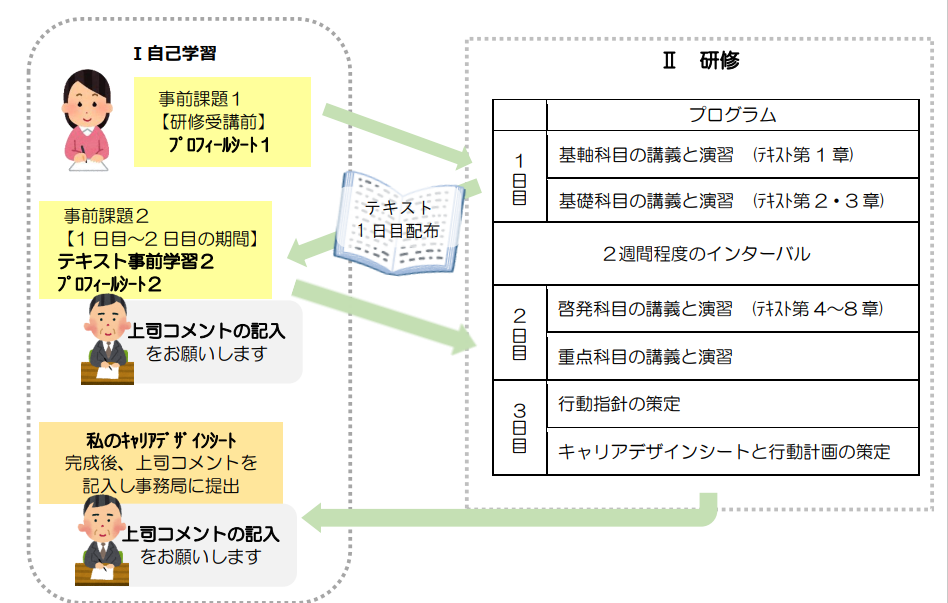 Ⅰ 自己学習
事前課題１
【研修受講前】
ﾌﾟﾛﾌｨｰﾙｼｰﾄ１
事前課題２
【１日目～２日目の期間】
テキスト事前学習２
ﾌﾟﾛﾌｨｰﾙｼｰﾄ２
上司コメントの記入
をお願いします
私のｷｬﾘｱﾃﾞｻﾞｲﾝｼｰﾄ
完成後、上司コメントを
記入し事務局に提出
上司コメントの記入
をお願いします
テキスト
１日目配布
Ⅱ 研修
プログラム
１日目
基軸科目の講義と演習 (ﾃｷｽﾄ第１章)
基礎科目の講義と演習 (ﾃｷｽﾄ第２・３章)
２週間程度のインターバル
２日目
啓発科目の講義と演習 (ﾃｷｽﾄ第４～８章)
重点科目の講義と演習
３日目
行動指針の策定
キャリアデザインシートと行動計画の策定